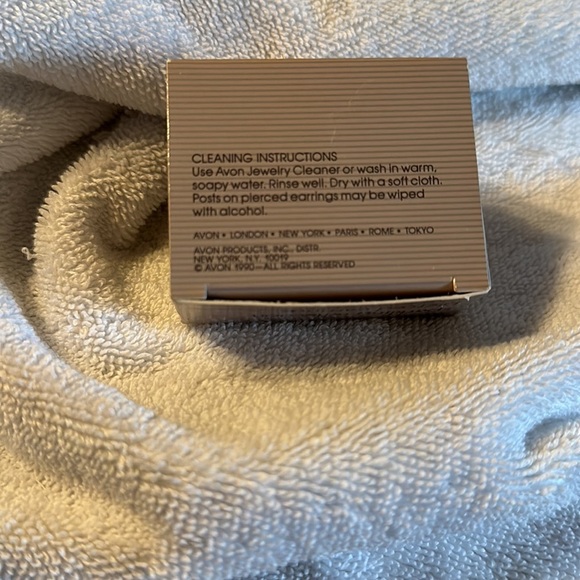 CLEANING INSTRUCTIONS
Use Avon Jewelry Cleaner or wash in warm,
soapy water. Rinse well. Dry with a soft cloth.
Posts on pierced earrings may be wiped
with alcohol.
AVON • LONDON • NEW YORK • PARIS • ROME • TOKYO
AVON PRODUCTS, INC., DISTR.
NEW YORK, N.Y. 10019
© AVON 1990—ALL RIGHTS RESERVED